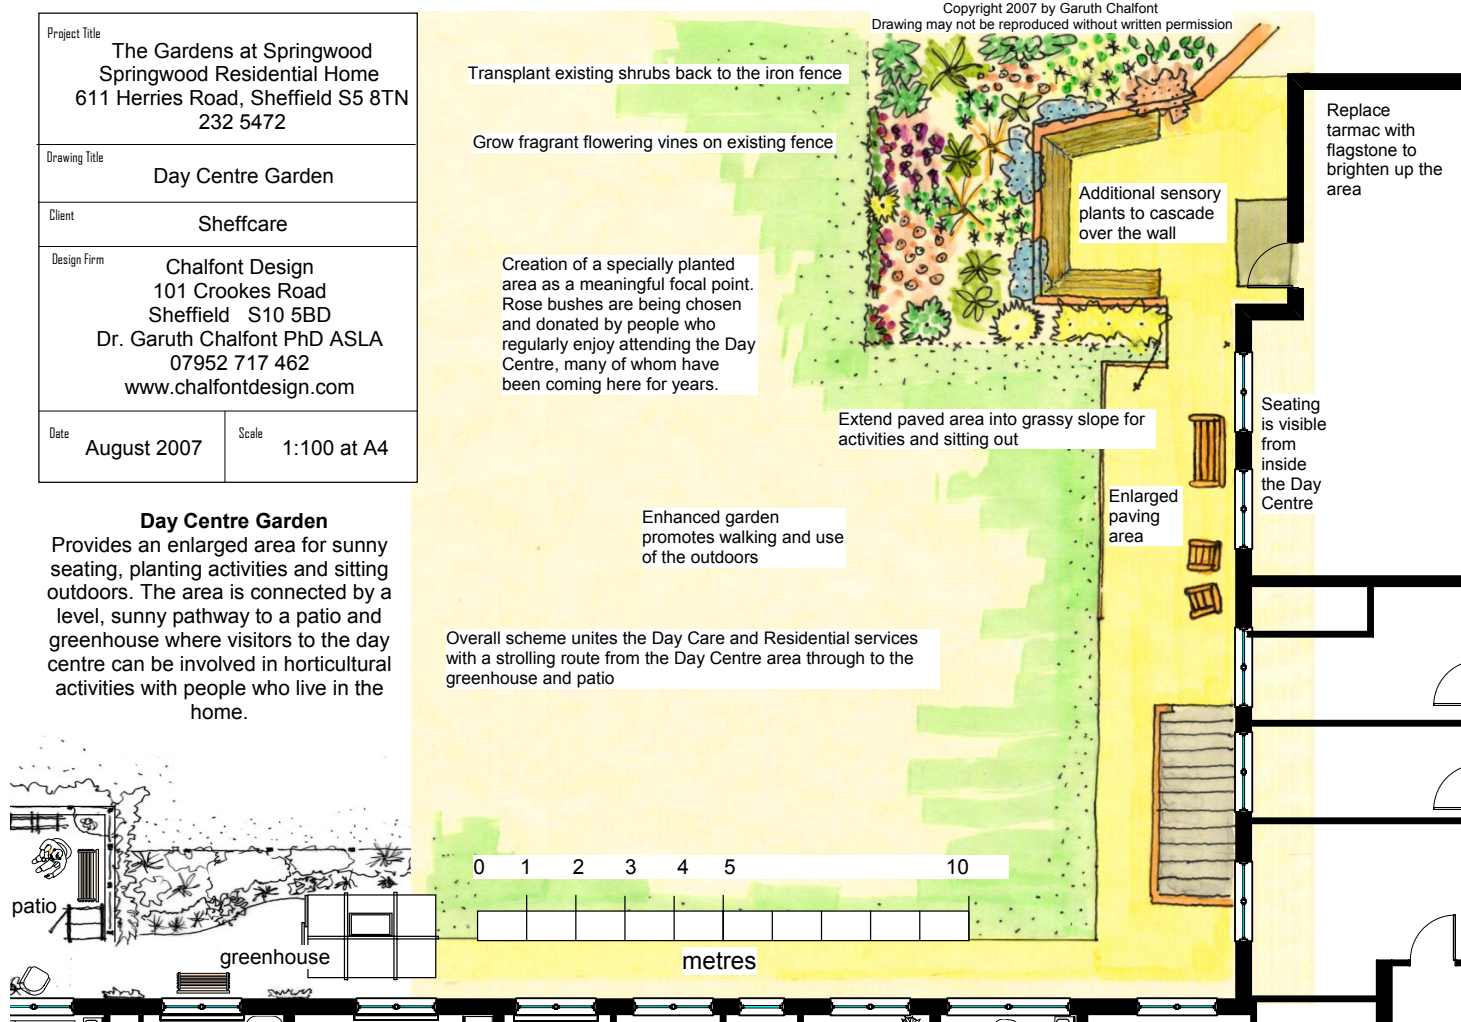 Copyright 2007 by Garuth Chalfont
Drawing may not be reproduced without written permission
Project Title
The Gardens at Springwood
Springwood Residential Home
611 Herries Road, Sheffield S5 8TN
232 5472
Drawing Title
Day Centre Garden
Client
Sheffcare
Design Firm
Chalfont Design
101 Crookes Road
Sheffield S10 5BD
Dr. Garuth Chalfont PhD ASLA
07952 717 462
www.chalfontdesign.com
Date
August 2007
Scale
1:100 at A4
Day Centre Garden
Provides an enlarged area for sunny
seating, planting activities and sitting
outdoors. The area is connected by a
level, sunny pathway to a patio and
greenhouse where visitors to the day
centre can be involved in horticultural
activities with people who live in the
home.
Transplant existing shrubs back to the iron fence
Grow fragrant flowering vines on existing fence
Creation of a specially planted
area as a meaningful focal point.
Rose bushes are being chosen
and donated by people who
regularly enjoy attending the Day
Centre, many of whom have
been coming here for years.
Additional sensory
plants to cascade
over the wall
Replace
tarmac with
flagstone to
brighten up the
area
Extend paved area into grassy slope for
activities and sitting out
Seating
is visible
from
inside
the Day
Centre
Enlarged
paving
area
Enhanced garden
promotes walking and use
of the outdoors
Overall scheme unites the Day Care and Residential services
with a strolling route from the Day Centre area through to the
greenhouse and patio
0 1 2 3 4 5 10
metres
patio
greenhouse